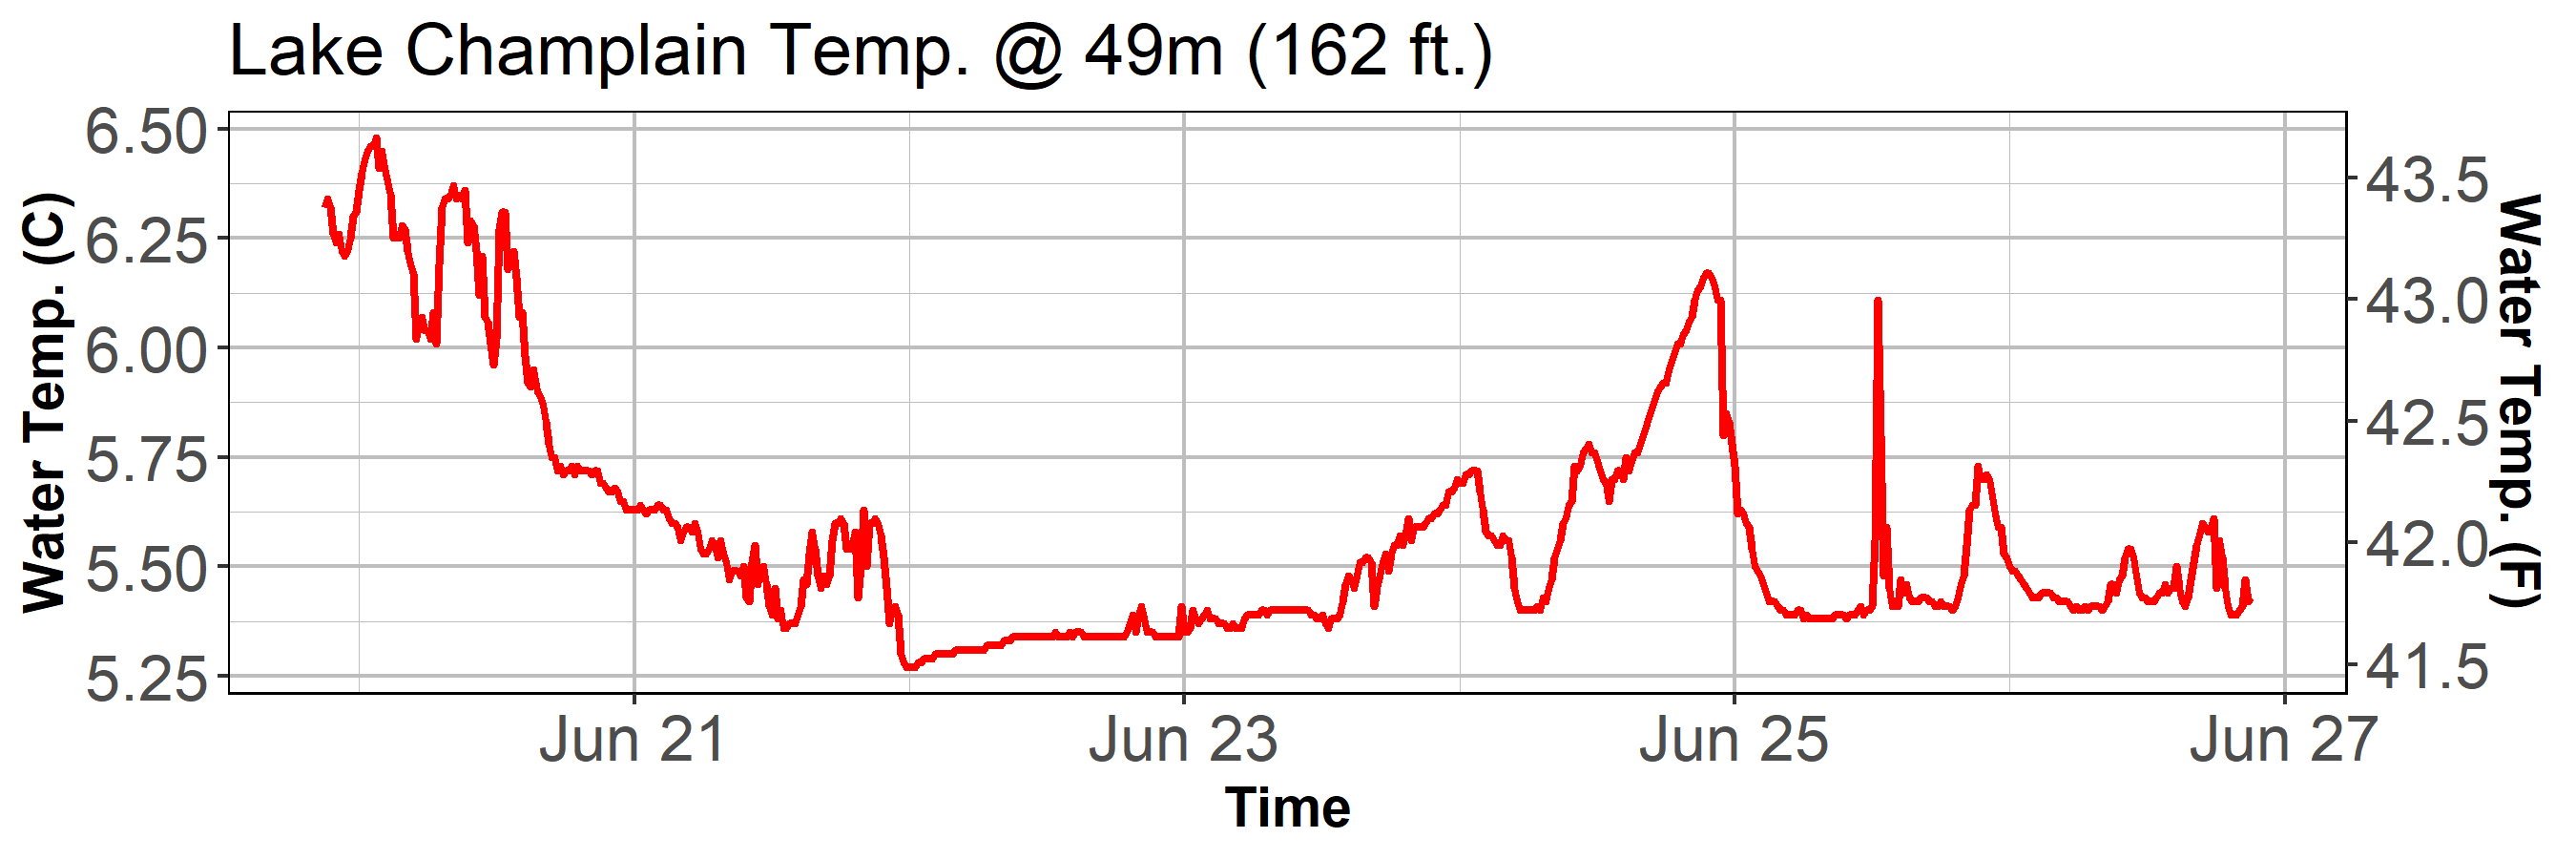 Lake Champlain Temp. @ 49m (162 ft.)
Water Temp. (C)
6.50
6.25
6.00
5.75
5.50
5.25
43.5
43.0
42.5
42.0
41.5
Water Temp. (F)
Jun 21 Jun 23 Jun 25 Jun 27
Time